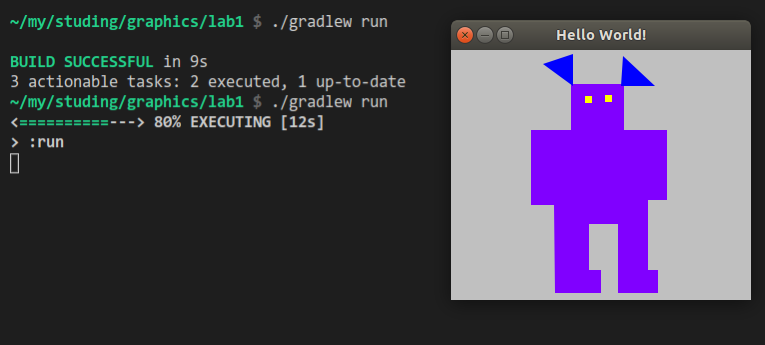 ~/my/studing/graphics/lab1 $ ./gradlew run
BUILD SUCCESSFUL in 9s
3 actionable tasks: 2 executed, 1 up-to-date
~/my/studing/graphics/lab1 $ ./gradlew run
<==========---> 80% EXECUTING [12s]
> :run
Hello World!